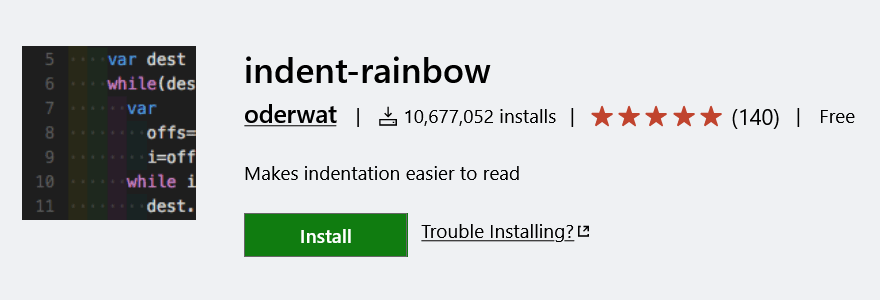 5 var dest
6 while(des
7 var
8 offs=
9 i=off
10 while i
11 dest.
indent-rainbow
oderwat | 10,677,052 installs | (140) | Free
Makes indentation easier to read
Install Trouble Installing?